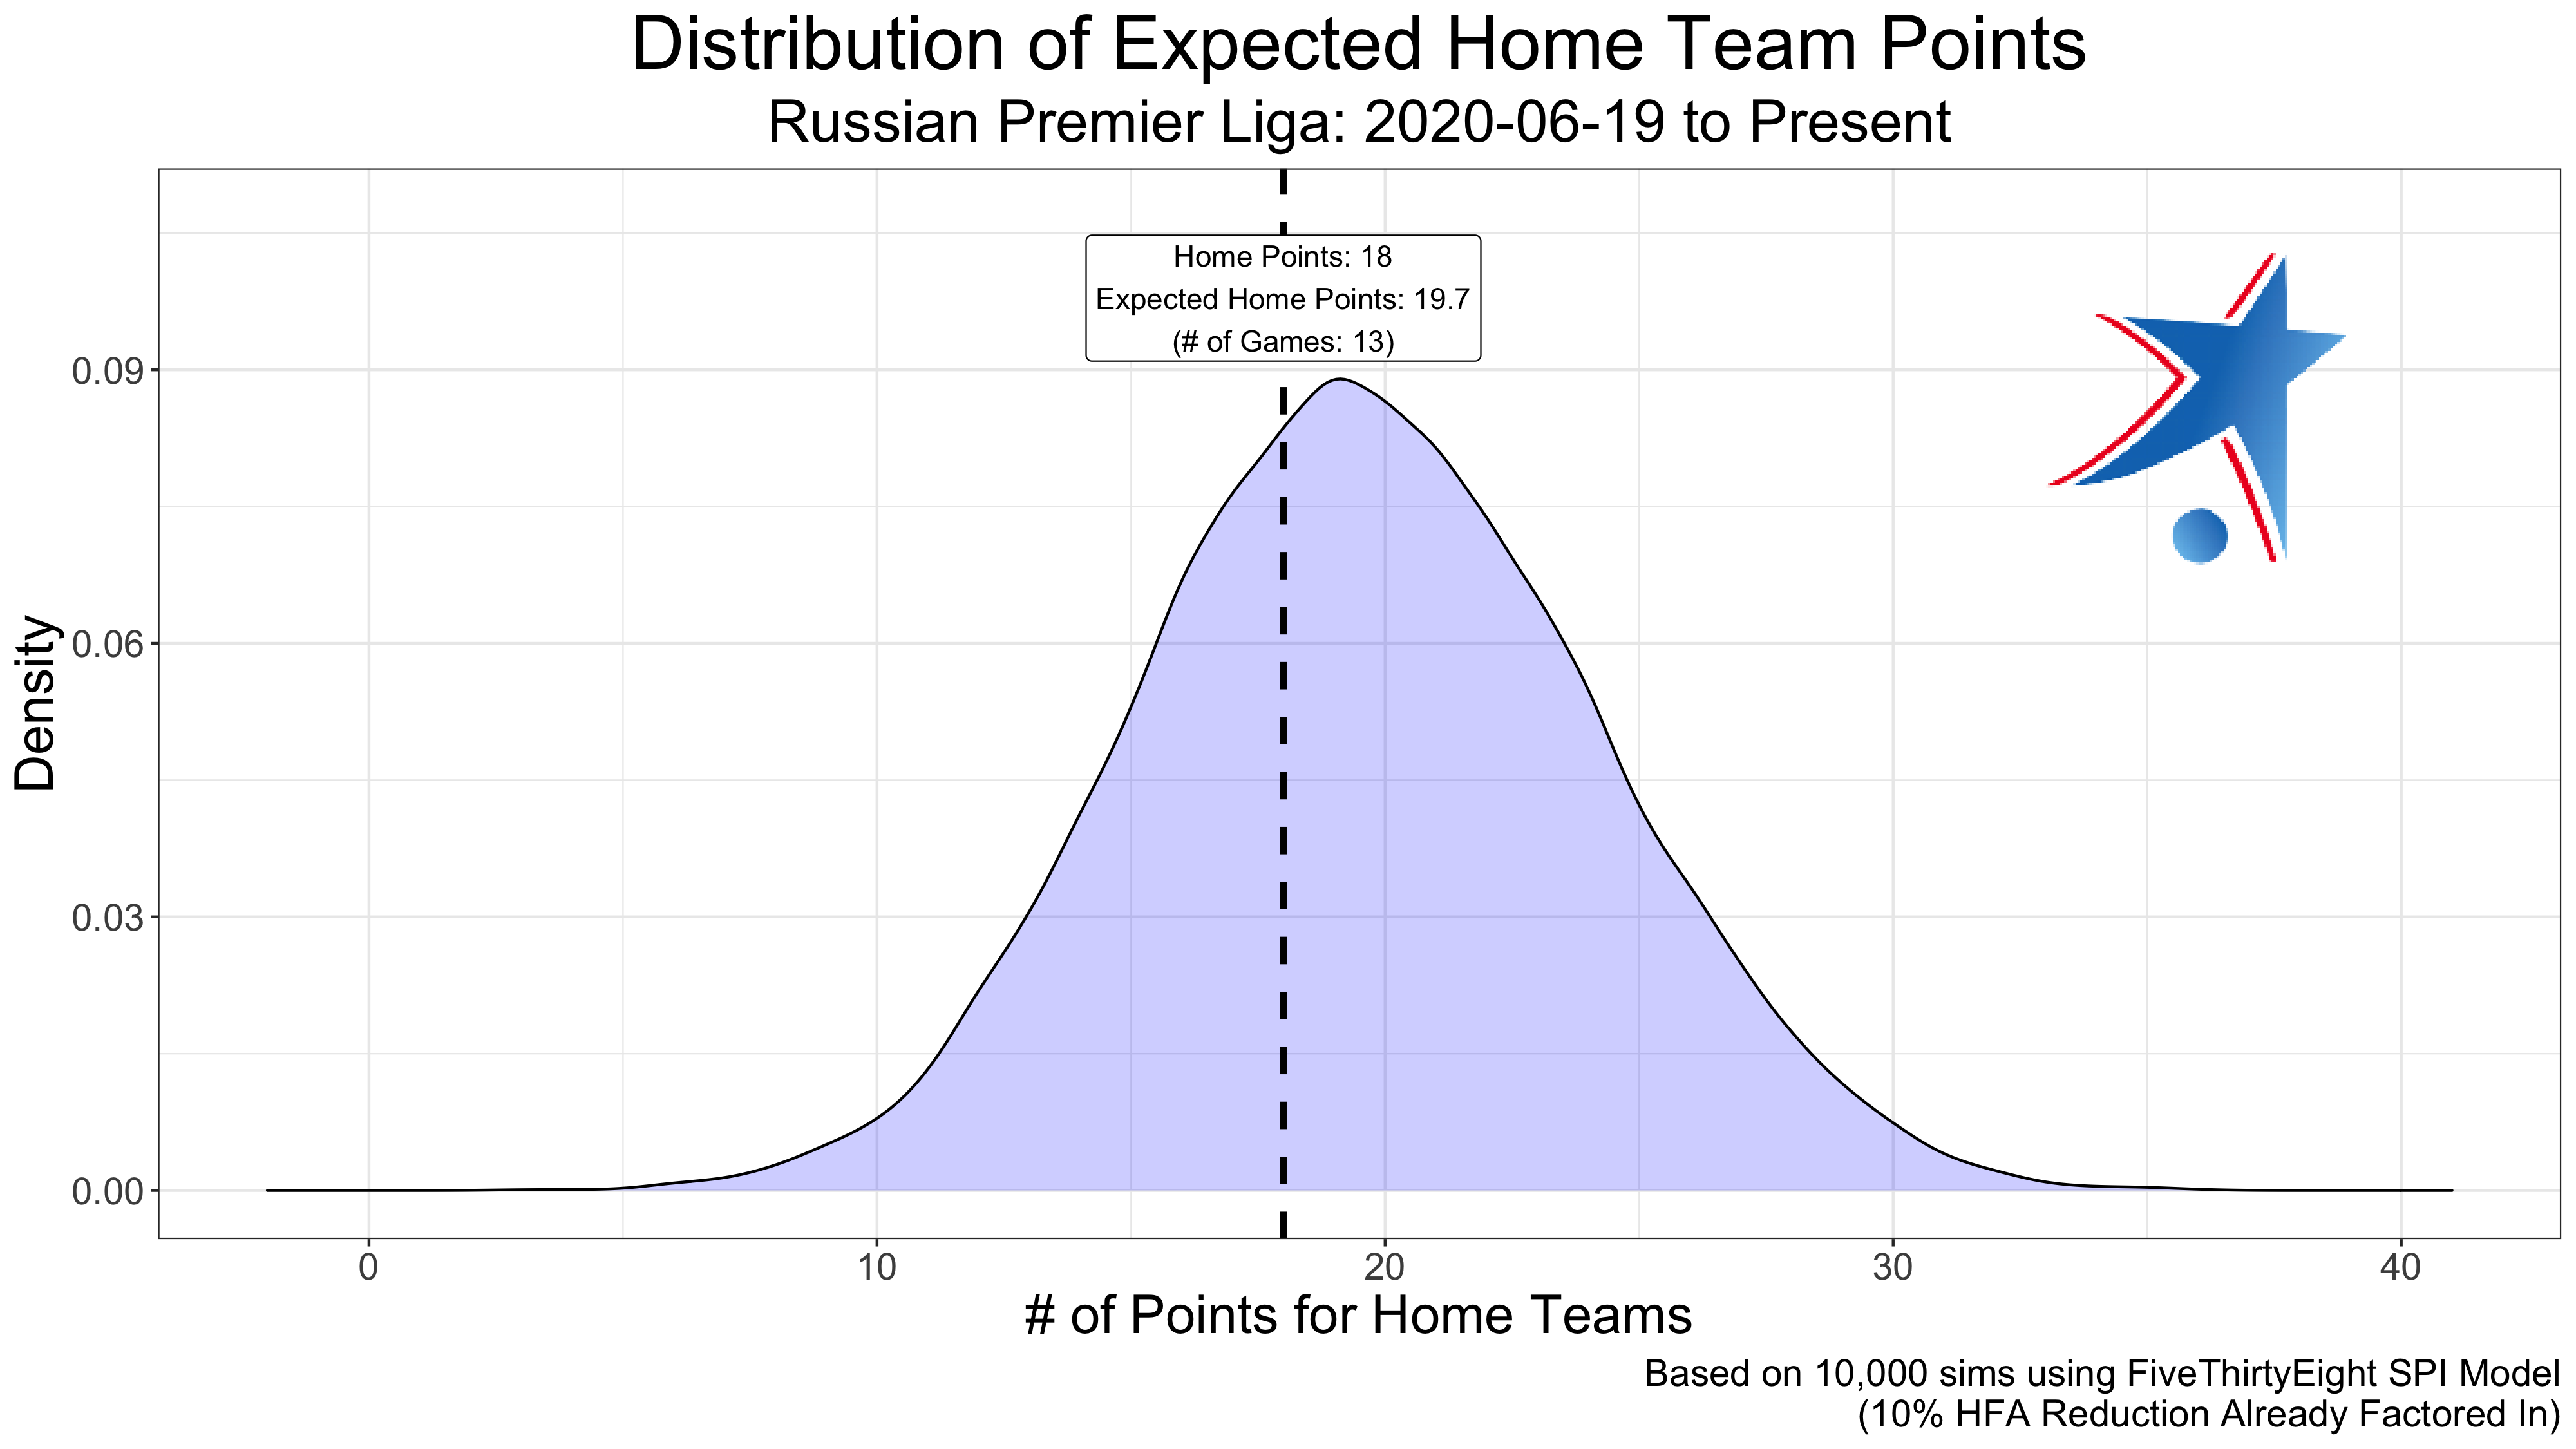 Distribution of Expected Home Team Points
Russian Premier Liga: 2020-06-19 to Present
Home Points: 18
Expected Home Points: 19.7
(# of Games: 13)
Density
0.09
0.06
0.03
0.00
0 10 20 30 40
# of Points for Home Teams
Based on 10,000 sims using FiveThirtyEight SPI Model
(10% HFA Reduction Already Factored In)